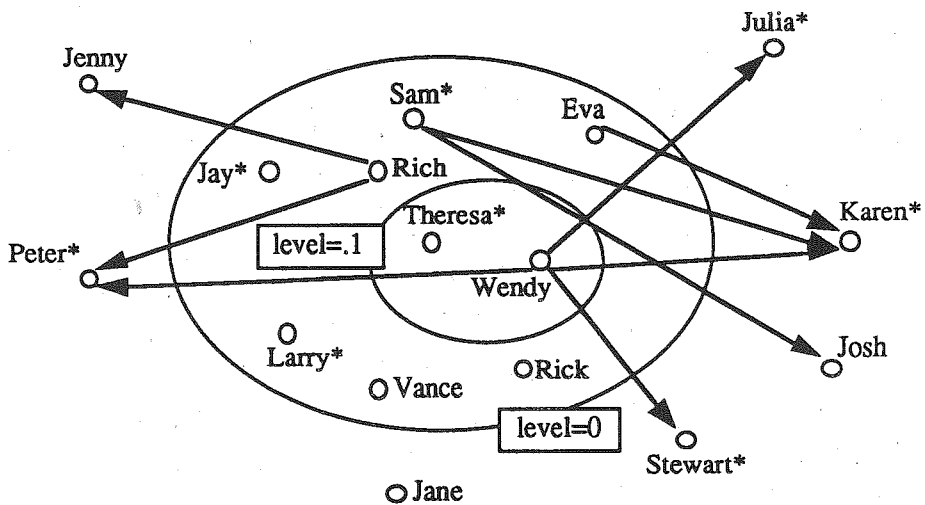 Julia*
Jenny
Sam*
Eva
Jay*
Rich
Theresa*
Karen*
level=.1
Peter*
Wendy
Larry*
Josh
Rick
Vance
level=0
Stewart*
Jane